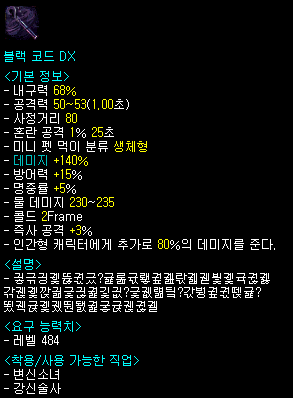 블랙 코드 DX
<기본 정보>
- 내구력 68%
- 공격력 50~53(1.00초)
- 사정거리 80
- 혼란 공격 1% 25초
- 미니 펫 먹이 분류 생체형
- 데미지 +140%
- 방어력 +15%
- 명중률 +5%
- 물 데미지 230~235
- 콜드 2Frame
- 즉사 공격 +3%
- 인간형 캐릭터에게 추가로 80%의 데미지를 준다.
<설명>
<요구 능력치>
- 레벨 484
<착용/사용 가능한 직업>
- 변신소녀
- 강신술사